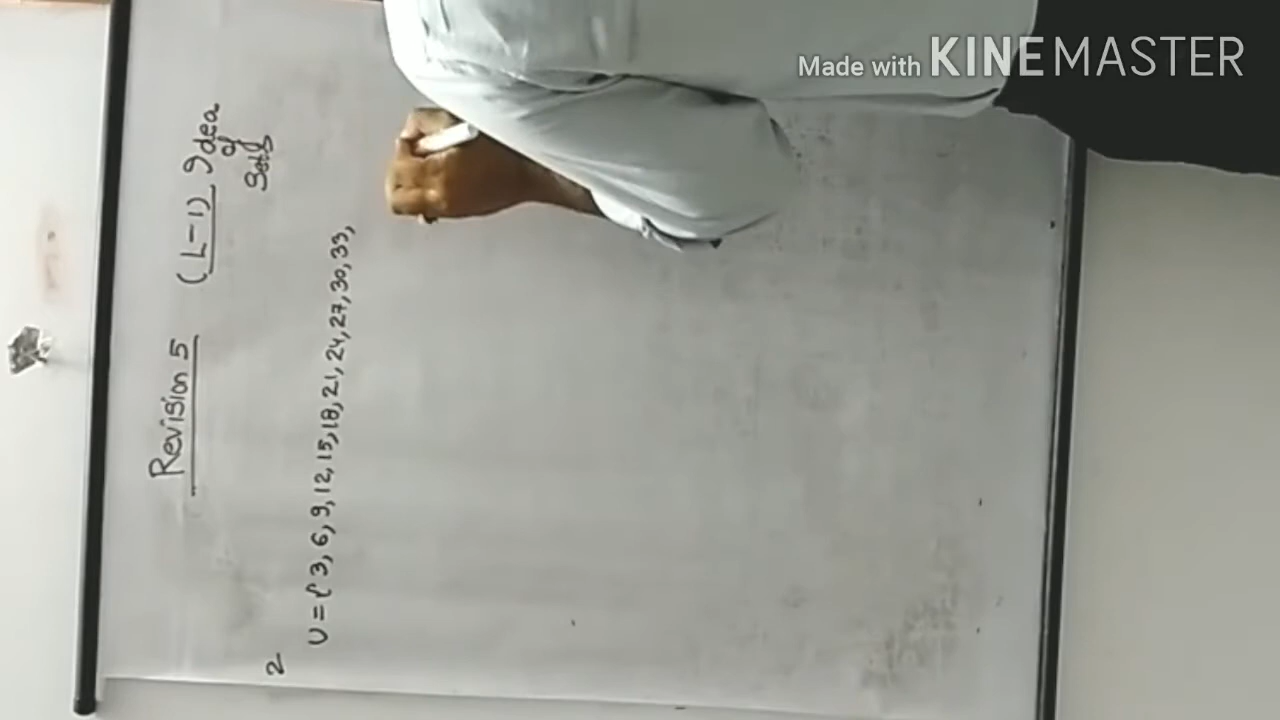 Made with KINEMASTER
Revision 5 (L-1) Idea
of
Sets
2
U = { 3, 6, 9, 12, 15, 18, 21, 24, 27, 30, 33,